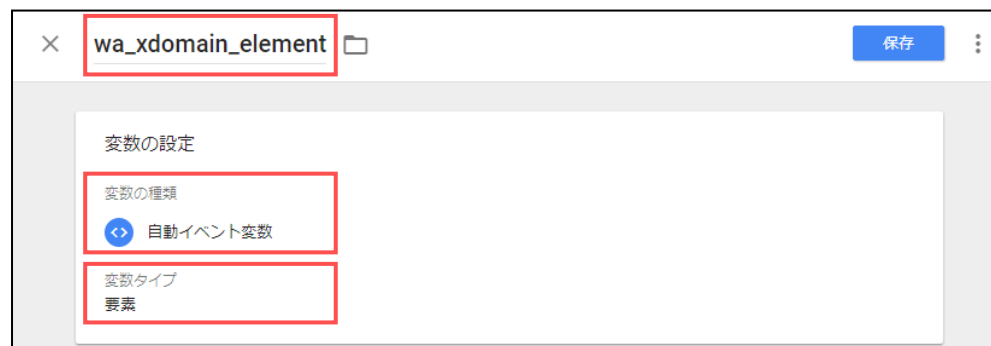 wa_xdomain_element
保存
変数の設定
変数の種類
自動イベント変数
変数タイプ
要素